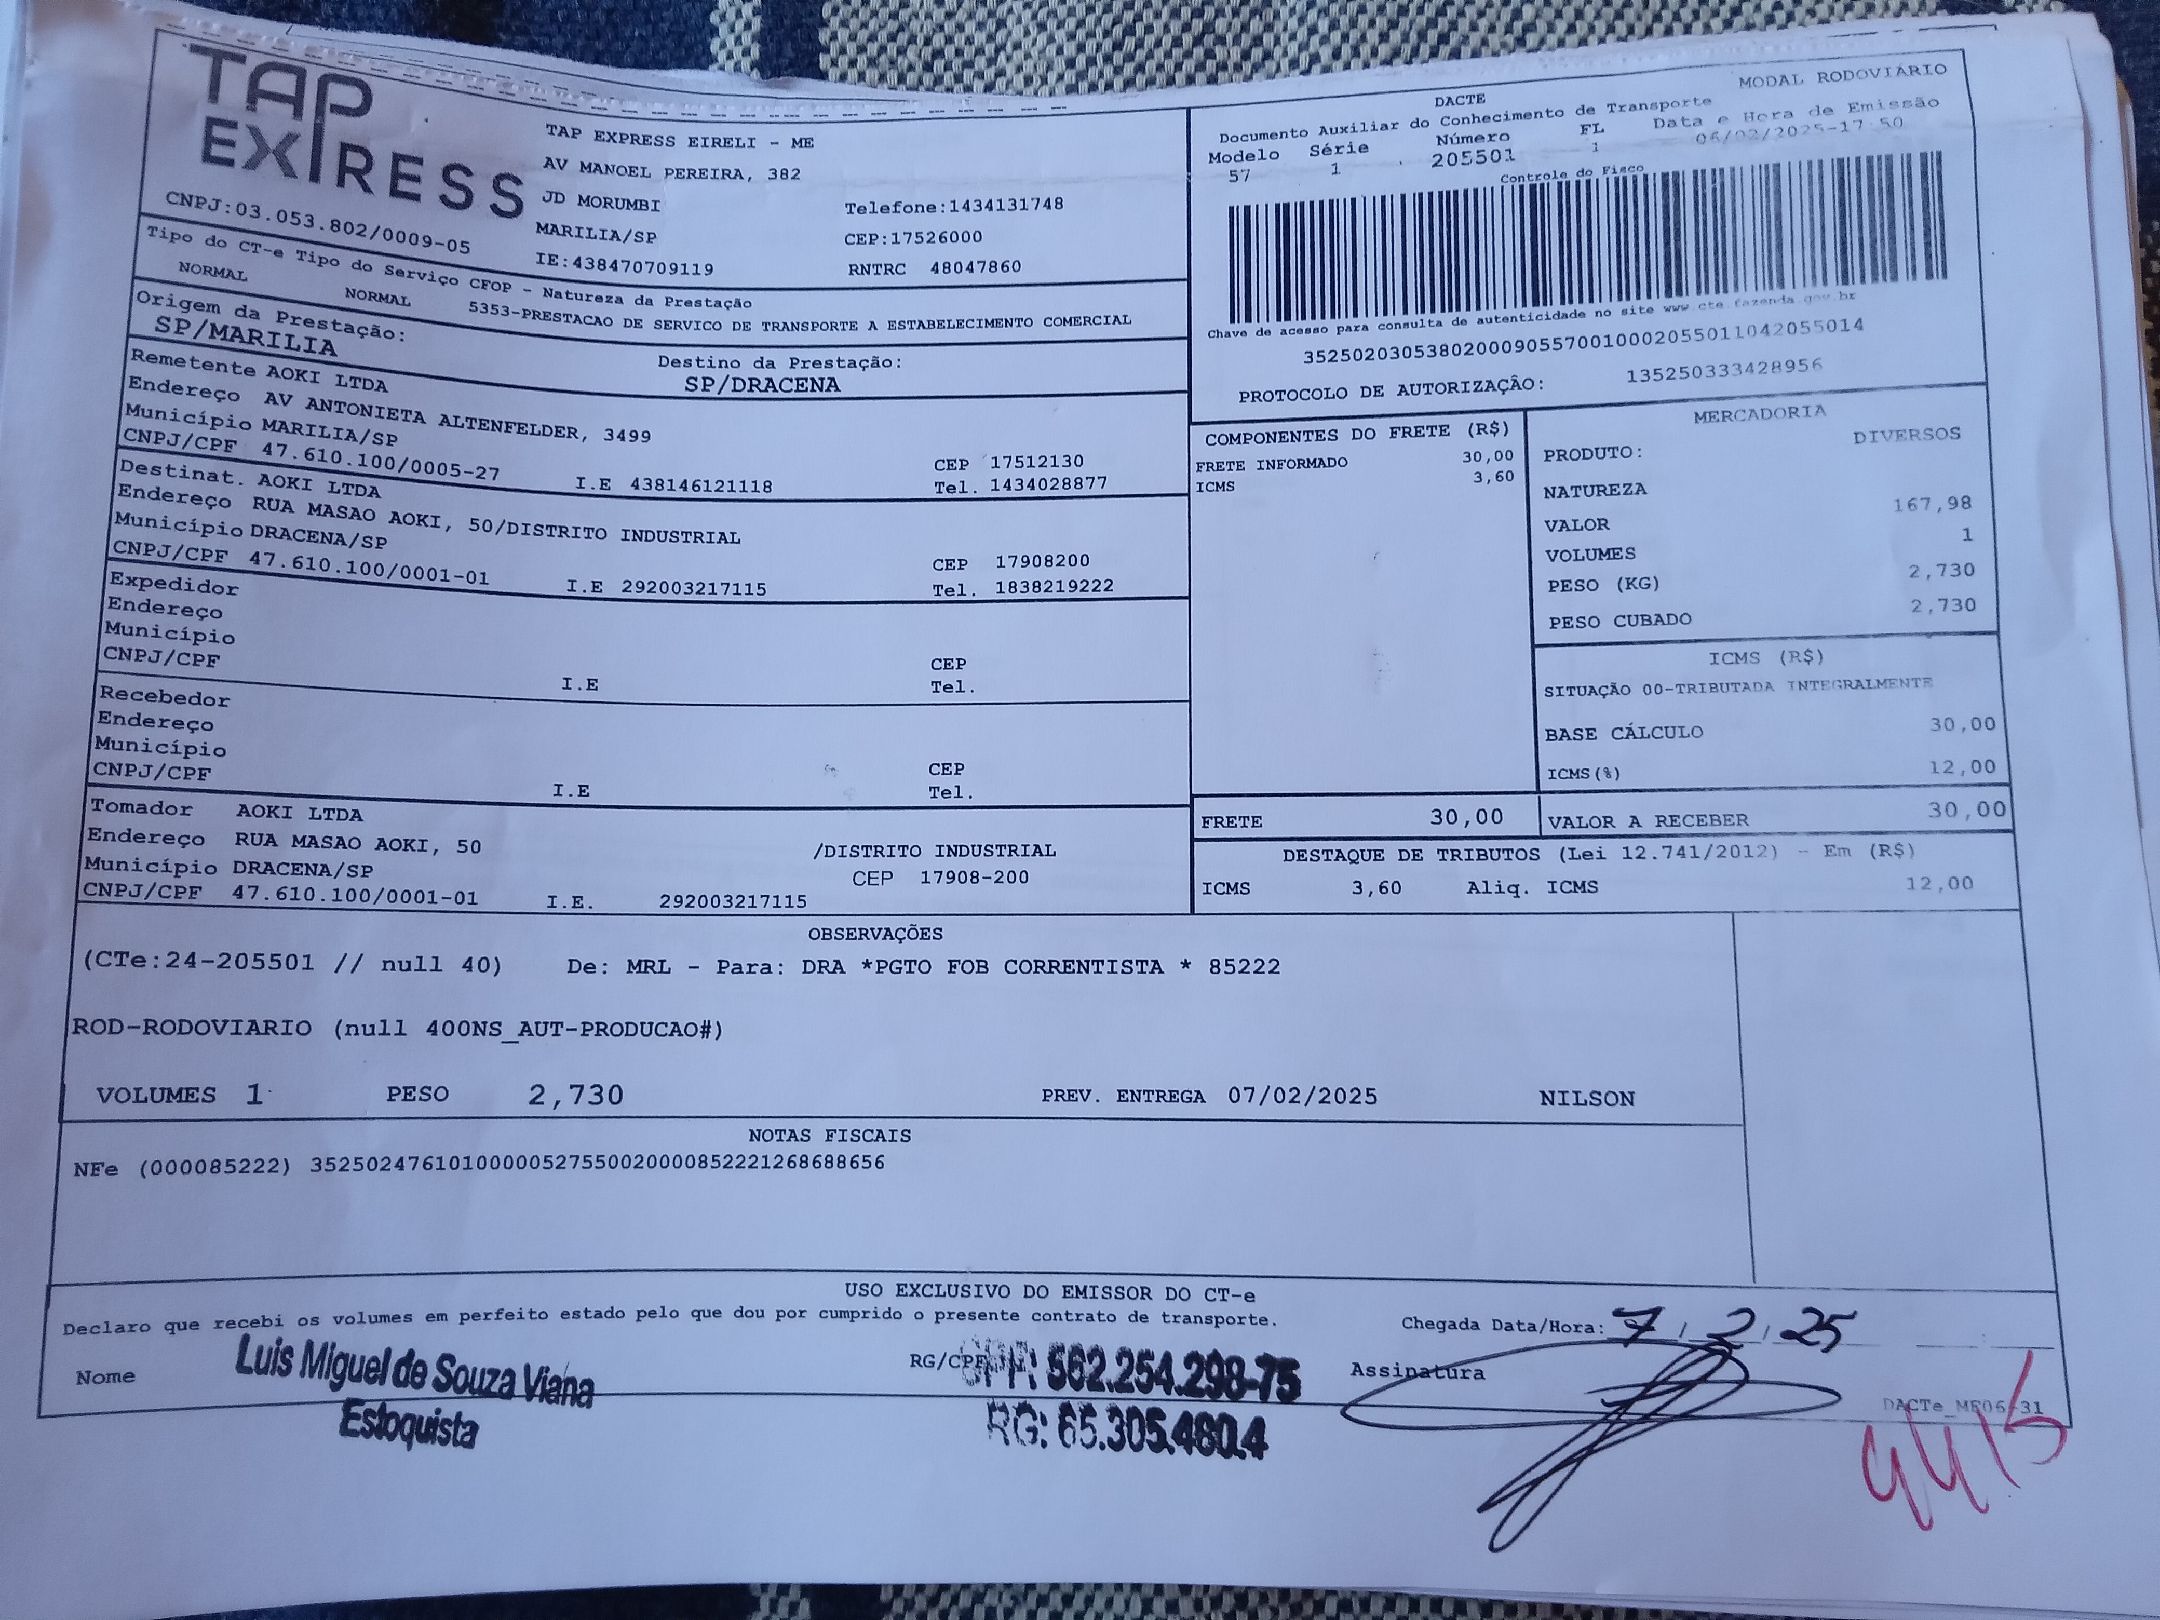 TAP
EXPRESS
CNPJ:03.053.802/0009-05
TAP EXPRESS EIRELI - ME
AV MANOEL PEREIRA, 382
JD MORUMBI
Telefone:1434131748
MARILIA/SP
CEP:17526000
IE:438470709119
RNTRC 48047860
MODAL RODOVIÁRIO
DACTE
Documento Auxiliar do Conhecimento de Transporte
Modelo Série Número FL Data e Hora de Emissão
57 1 205501 1 06/02/2025-17:50
Controle do Fisco
Chave de acesso para consulta de autenticidade no site www.cte.fazenda.gov.br
35250203053802000905570010002055011042055014
PROTOCOLO DE AUTORIZAÇÃO: 135250333428956
Tipo do CT-e Tipo do Serviço CFOP - Natureza da Prestação
NORMAL NORMAL 5353-PRESTACAO DE SERVICO DE TRANSPORTE A ESTABELECIMENTO COMERCIAL
Origem da Prestação:
SP/MARILIA
Destino da Prestação:
SP/DRACENA
Remetente AOKI LTDA
Endereço AV ANTONIETA ALTENFELDER, 3499
Município MARILIA/SP
CEP 17512130
CNPJ/CPF 47.610.100/0005-27 I.E 438146121118 Tel. 1434028877
Destinat. AOKI LTDA
Endereço RUA MASAO AOKI, 50/DISTRITO INDUSTRIAL
Município DRACENA/SP
CEP 17908200
CNPJ/CPF 47.610.100/0001-01 I.E 292003217115 Tel. 1838219222
Expedidor
Endereço
Município
CEP
CNPJ/CPF I.E Tel.
Recebedor
Endereço
Município
CEP
CNPJ/CPF I.E Tel.
Tomador AOKI LTDA
Endereço RUA MASAO AOKI, 50 /DISTRITO INDUSTRIAL
Município DRACENA/SP CEP 17908-200
CNPJ/CPF 47.610.100/0001-01 I.E. 292003217115
COMPONENTES DO FRETE (R$)
FRETE INFORMADO 30,00
ICMS 3,60
MERCADORIA
PRODUTO: DIVERSOS
NATUREZA
VALOR 167,98
VOLUMES 1
PESO (KG) 2,730
PESO CUBADO 2,730
ICMS (R$)
SITUAÇÃO 00-TRIBUTADA INTEGRALMENTE
BASE CÁLCULO 30,00
ICMS(%) 12,00
FRETE 30,00 VALOR A RECEBER 30,00
DESTAQUE DE TRIBUTOS (Lei 12.741/2012) - Em (R$)
ICMS 3,60 Aliq. ICMS 12,00
OBSERVAÇÕES
(CTe:24-205501 // null 40) De: MRL - Para: DRA *PGTO FOB CORRENTISTA * 85222
ROD-RODOVIARIO (null 400NS_AUT-PRODUCAO#)
VOLUMES 1 PESO 2,730 PREV. ENTREGA 07/02/2025 NILSON
NOTAS FISCAIS
NFe (000085222) 35250247610100000527550020000852221268688656
USO EXCLUSIVO DO EMISSOR DO CT-e
Declaro que recebi os volumes em perfeito estado pelo que dou por cumprido o presente contrato de transporte.
Chegada Data/Hora: 7/2/25 :
Nome Luis Miguel de Souza Viana
Estoquista
RG/CPF CPF: 562.254.298-75
RG: 65.305.480.4
Assinatura
DACTe_ME06-31